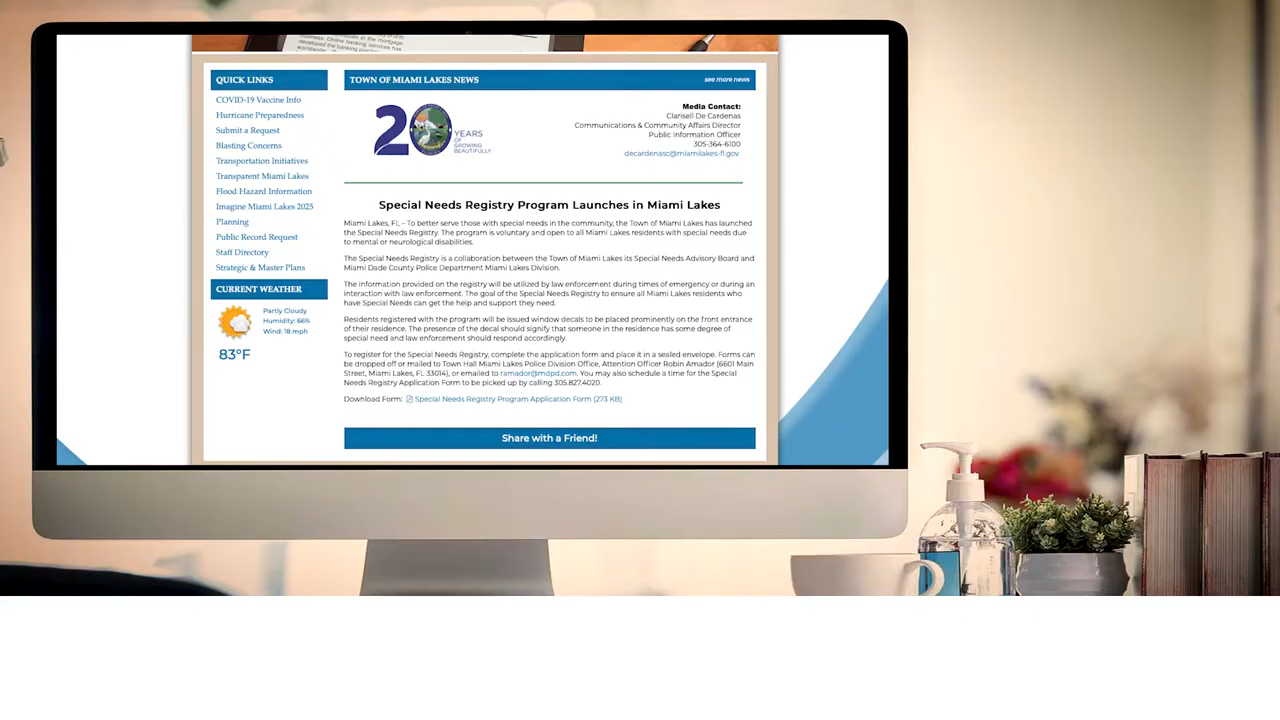 business. Online banking services has
developed the banking
QUICK LINKS
COVID-19 Vaccine Info
Hurricane Preparedness
Submit a Request
Blasting Concerns
Transportation Initiatives
Transparent Miami Lakes
Flood Hazard Information
Imagine Miami Lakes 2025
Planning
Public Record Request
Staff Directory
Strategic & Master Plans
CURRENT WEATHER
Partly Cloudy
Humidity: 66%
Wind: 18 mph
83°F
TOWN OF MIAMI LAKES NEWS
see more news
20
YEARS
OF
GROWING
BEAUTIFULLY
Media Contact:
Clarisell De Cardenas
Communications & Community Affairs Director
Public Information Officer
305-364-6100
decardenasc@miamilakes-fl.gov
Special Needs Registry Program Launches in Miami Lakes
Miami Lakes, FL – To better serve those with special needs in the community, the Town of Miami Lakes has launched
the Special Needs Registry. The program is voluntary and open to all Miami Lakes residents with special needs due
to mental or neurological disabilities.
The Special Needs Registry is a collaboration between the Town of Miami Lakes its Special Needs Advisory Board and
Miami Dade County Police Department Miami Lakes Division.
The information provided on the registry will be utilized by law enforcement during times of emergency or during an
interaction with law enforcement. The goal of the Special Needs Registry to ensure all Miami Lakes residents who
have Special Needs can get the help and support they need.
Residents registered with the program will be issued window decals to be placed prominently on the front entrance
of their residence. The presence of the decal should signify that someone in the residence has some degree of
special need and law enforcement should respond accordingly.
To register for the Special Needs Registry, complete the application form and place it in a sealed envelope. Forms can
be dropped off or mailed to Town Hall Miami Lakes Police Division Office, Attention Officer Robin Amador (6601 Main
Street, Miami Lakes, FL 33014), or emailed to ramador@mdpd.com. You may also schedule a time for the Special
Needs Registry Application Form to be picked up by calling 305.827.4020.
Download Form: Special Needs Registry Program Application Form (273 KB)
Share with a Friend!